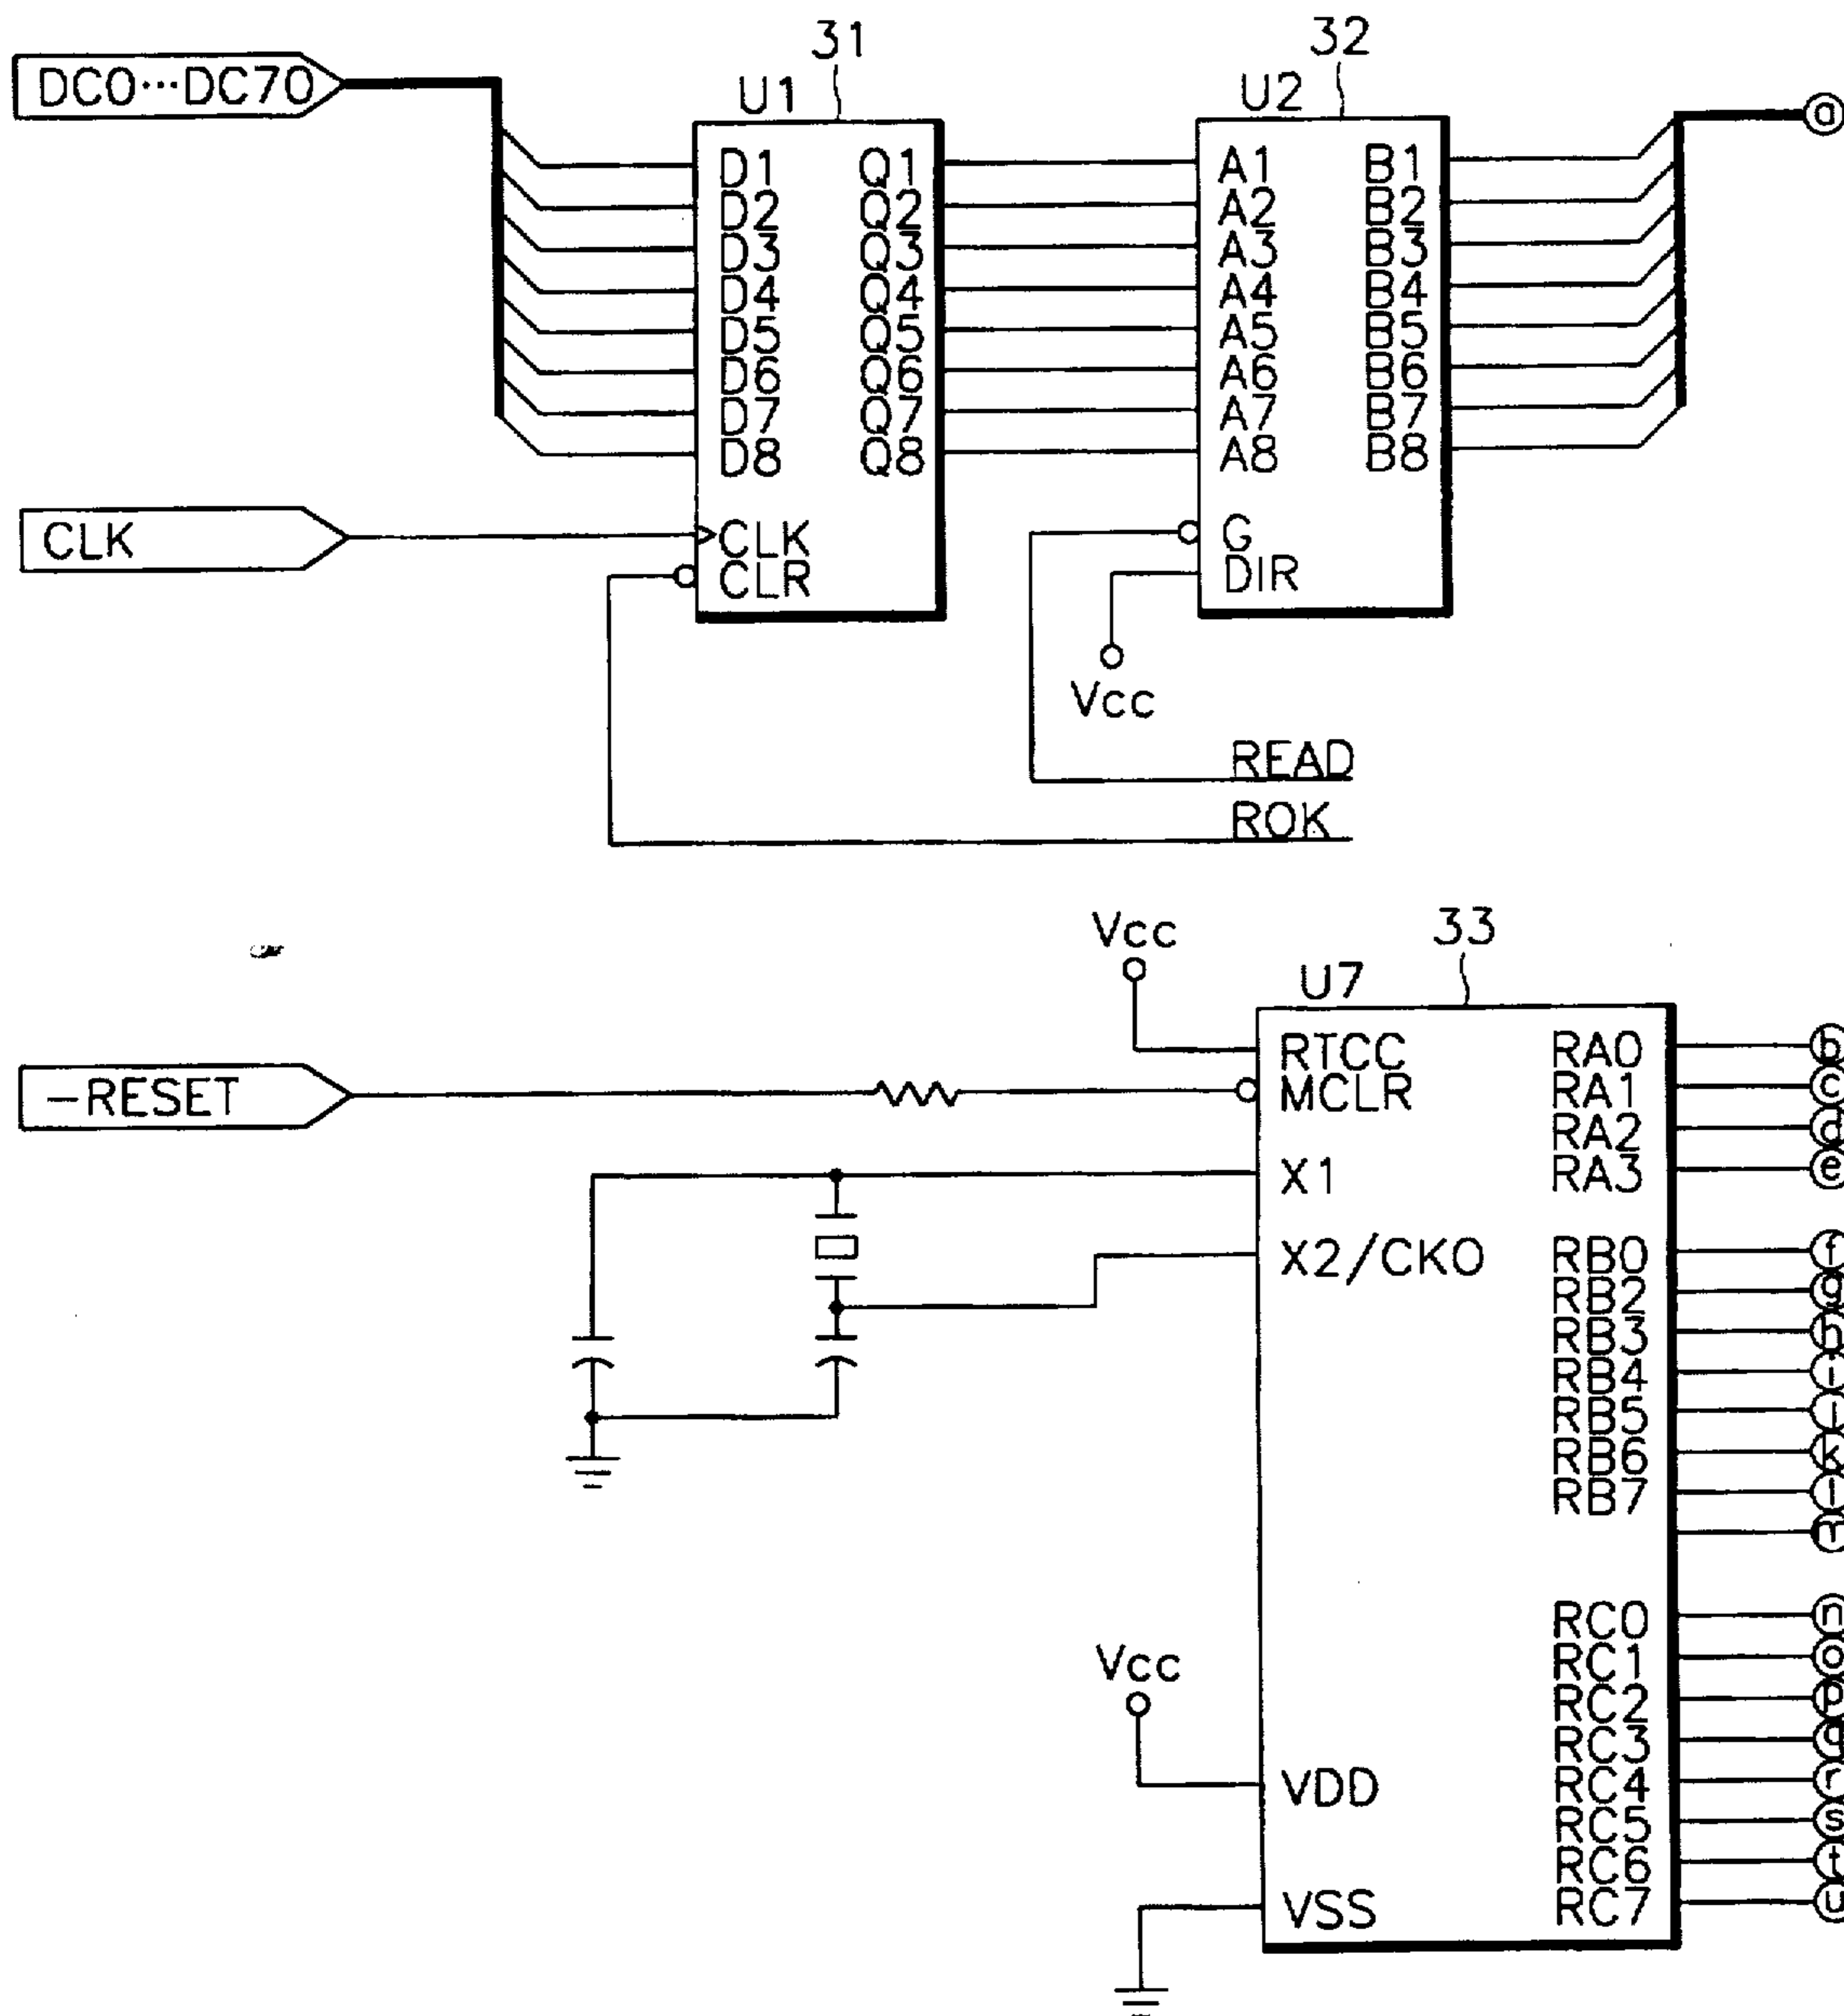 DC0···DC70
31
U1
D1
D2
D3
D4
D5
D6
D7
D8
CLK
CLR
Q1
Q2
Q3
Q4
Q5
Q6
Q7
Q8
32
U2
A1
A2
A3
A4
A5
A6
A7
A8
G
DIR
B1
B2
B3
B4
B5
B6
B7
B8
a
CLK
Vcc
READ
ROK
Vcc
33
U7
-RESET
RTCC
MCLR
X1
X2/CKO
VDD
VSS
Vcc
RA0 b
RA1 c
RA2 d
RA3 e
RB0 f
RB2 g
RB3 h
RB4 i
RB5 j
RB6 k
RB7 l
m
RC0 n
RC1 o
RC2 p
RC3 q
RC4 r
RC5 s
RC6 t
RC7 u